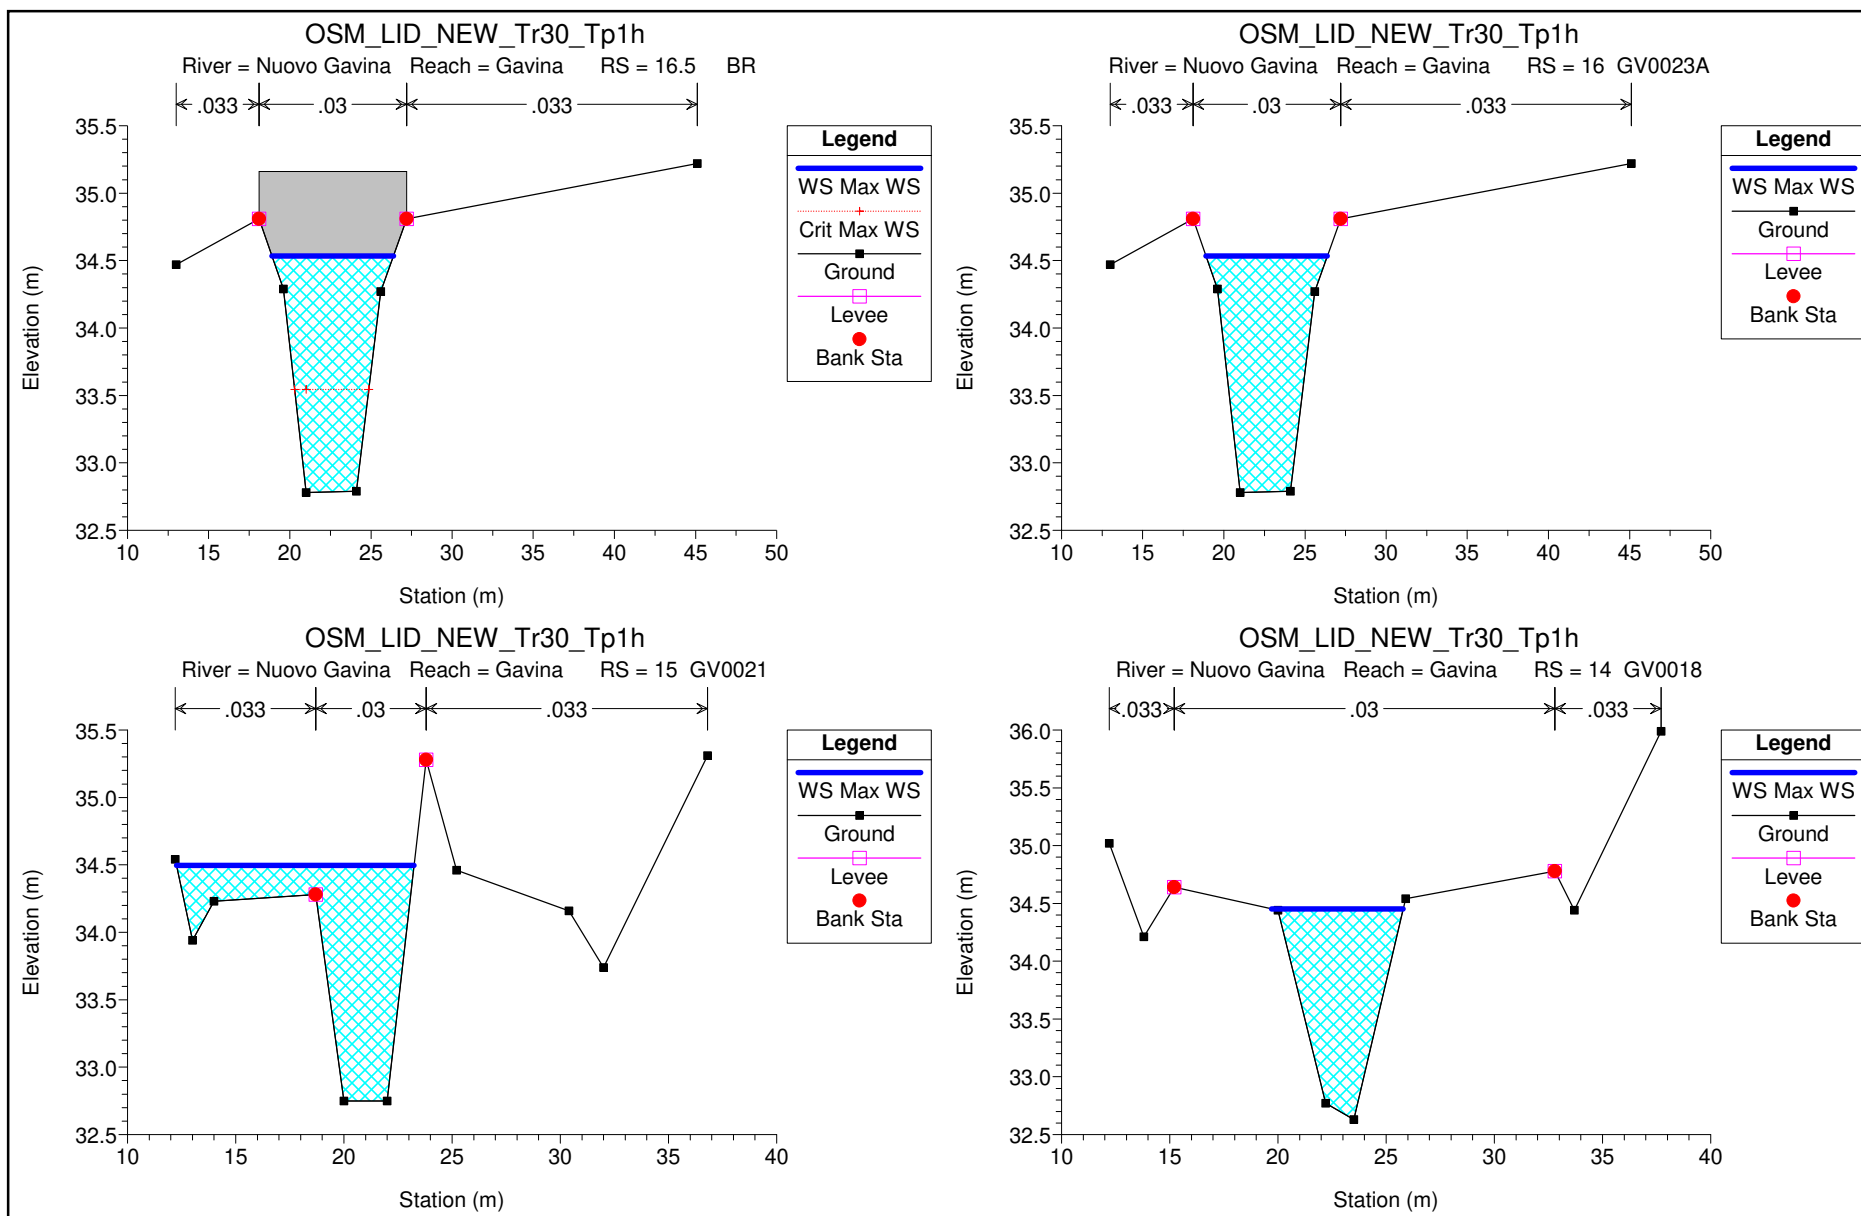 OSM_LID_NEW_Tr30_Tp1h
River = Nuovo Gavina Reach = Gavina RS = 16.5 BR
.033 .03 .033
35.5
35.0
34.5
34.0
33.5
33.0
32.5
10 15 20 25 30 35 40 45 50
Station (m)
Elevation (m)
Legend
WS Max WS
Crit Max WS
Ground
Levee
Bank Sta
OSM_LID_NEW_Tr30_Tp1h
River = Nuovo Gavina Reach = Gavina RS = 16 GV0023A
.033 .03 .033
35.5
35.0
34.5
34.0
33.5
33.0
32.5
10 15 20 25 30 35 40 45 50
Station (m)
Elevation (m)
Legend
WS Max WS
Ground
Levee
Bank Sta
OSM_LID_NEW_Tr30_Tp1h
River = Nuovo Gavina Reach = Gavina RS = 15 GV0021
.033 .03 .033
35.5
35.0
34.5
34.0
33.5
33.0
32.5
10 15 20 25 30 35 40
Station (m)
Elevation (m)
Legend
WS Max WS
Ground
Levee
Bank Sta
OSM_LID_NEW_Tr30_Tp1h
River = Nuovo Gavina Reach = Gavina RS = 14 GV0018
.033 .03 .033
36.0
35.5
35.0
34.5
34.0
33.5
33.0
32.5
10 15 20 25 30 35 40
Station (m)
Elevation (m)
Legend
WS Max WS
Ground
Levee
Bank Sta